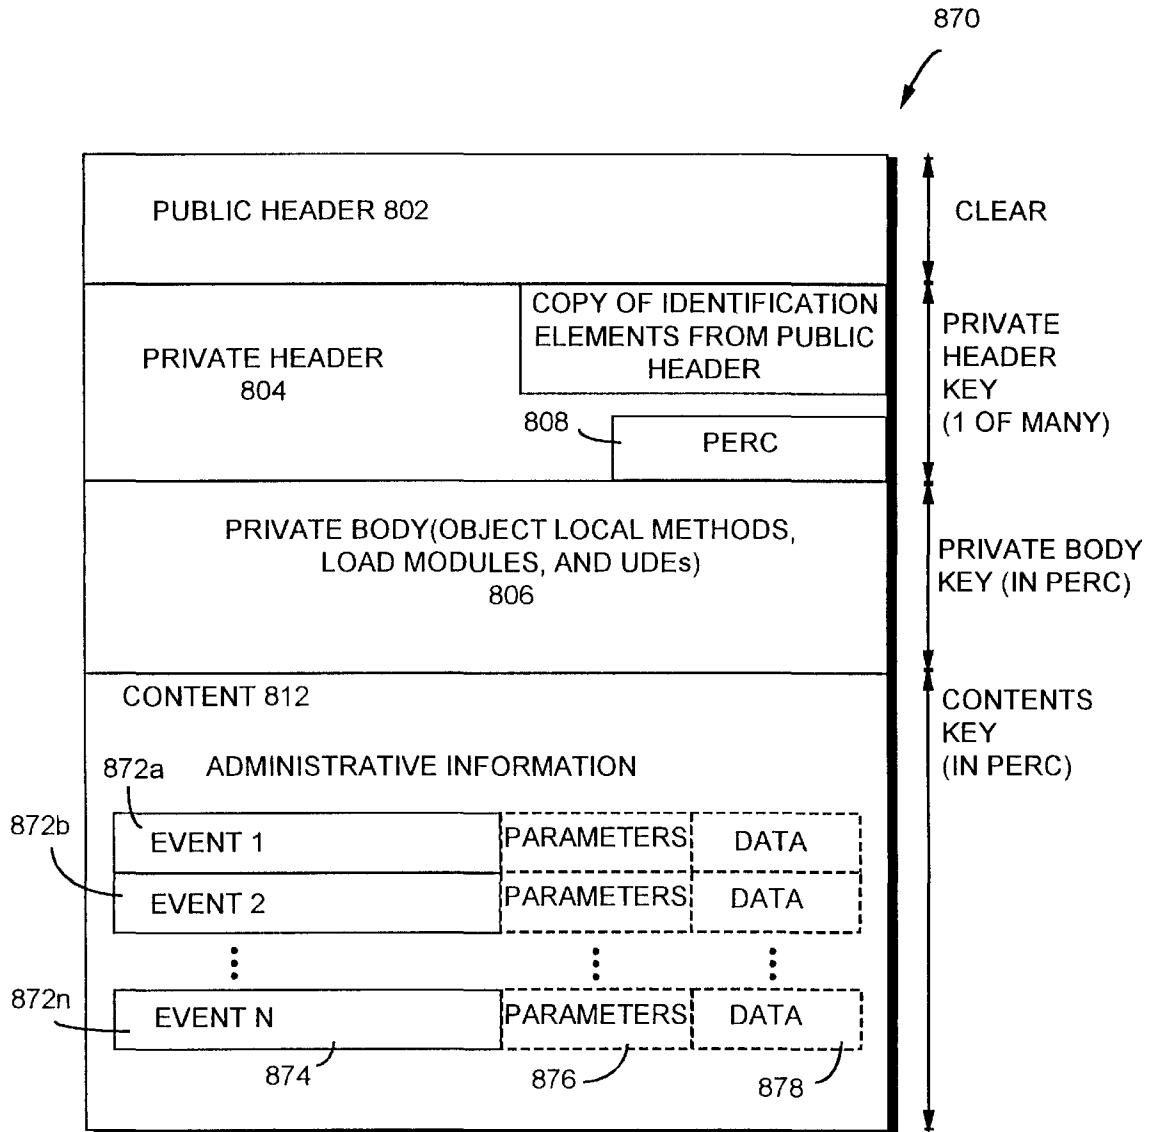 870
PUBLIC HEADER 802
CLEAR
COPY OF IDENTIFICATION
ELEMENTS FROM PUBLIC
HEADER
PRIVATE HEADER
804
808
PERC
PRIVATE
HEADER
KEY
(1 OF MANY)
PRIVATE BODY(OBJECT LOCAL METHODS,
LOAD MODULES, AND UDEs)
806
PRIVATE BODY
KEY (IN PERC)
CONTENT 812
CONTENTS
KEY
(IN PERC)
872a
ADMINISTRATIVE INFORMATION
872b
EVENT 1 PARAMETERS DATA
EVENT 2 PARAMETERS DATA
872n
EVENT N PARAMETERS DATA
874 876 878